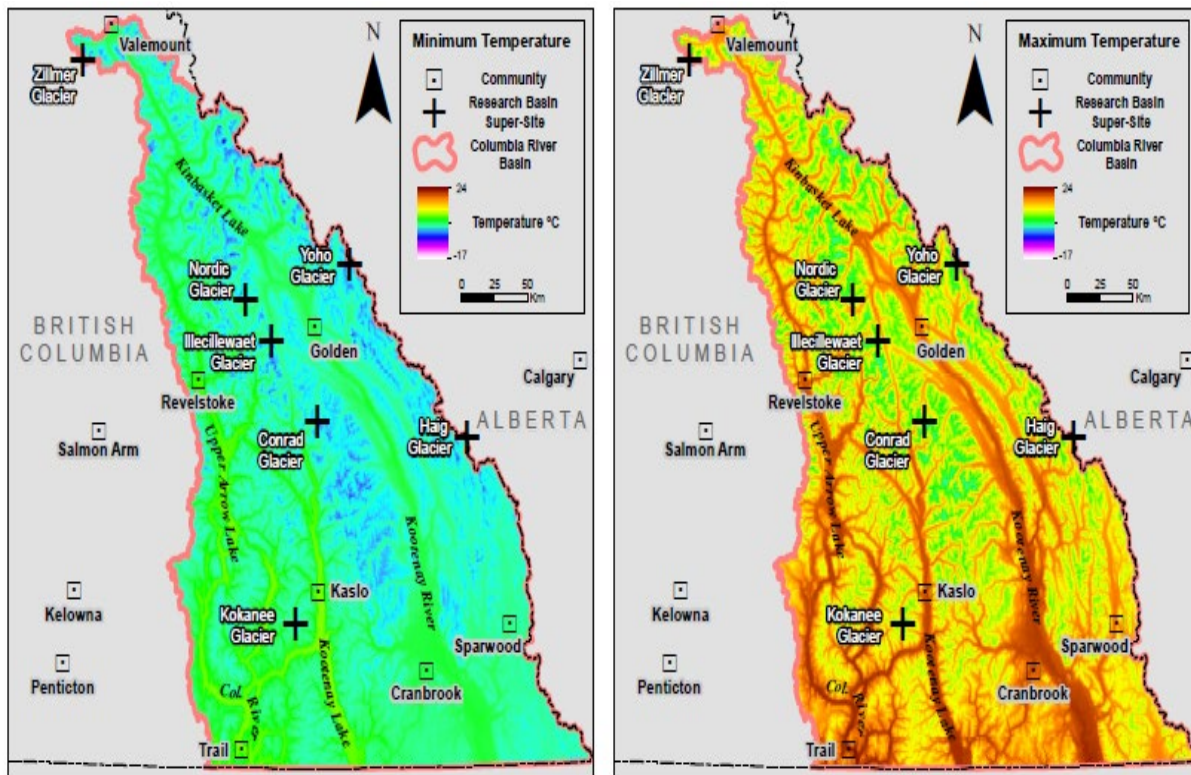 Valemount
Zillmer
Glacier
N
Minimum Temperature
Community
Research Basin
Super-Site
Columbia River
Basin
24
Temperature ºC
-17
0 25 50
Km
Kinbasket Lake
Yoho
Glacier
Nordic
Glacier
BRITISH
COLUMBIA
Illecillewaet
Glacier
Golden
Calgary
Revelstoke
ALBERTA
Salmon Arm
Upper Arrow Lake
Conrad
Glacier
Haig
Glacier
Kootenay River
Kelowna
Kaslo
Kokanee
Glacier
Sparwood
Penticton
Cranbrook
Col.
River
Kootenay Lake
Trail
Valemount
Zillmer
Glacier
N
Maximum Temperature
Community
Research Basin
Super-Site
Columbia River
Basin
24
Temperature ºC
-17
0 25 50
Km
Kinbasket Lake
Yoho
Glacier
Nordic
Glacier
BRITISH
COLUMBIA
Illecillewaet
Glacier
Golden
Calgary
Revelstoke
ALBERTA
Salmon Arm
Upper Arrow Lake
Conrad
Glacier
Haig
Glacier
Kootenay River
Kelowna
Kaslo
Kokanee
Glacier
Sparwood
Penticton
Cranbrook
Col.
River
Kootenay Lake
Trail